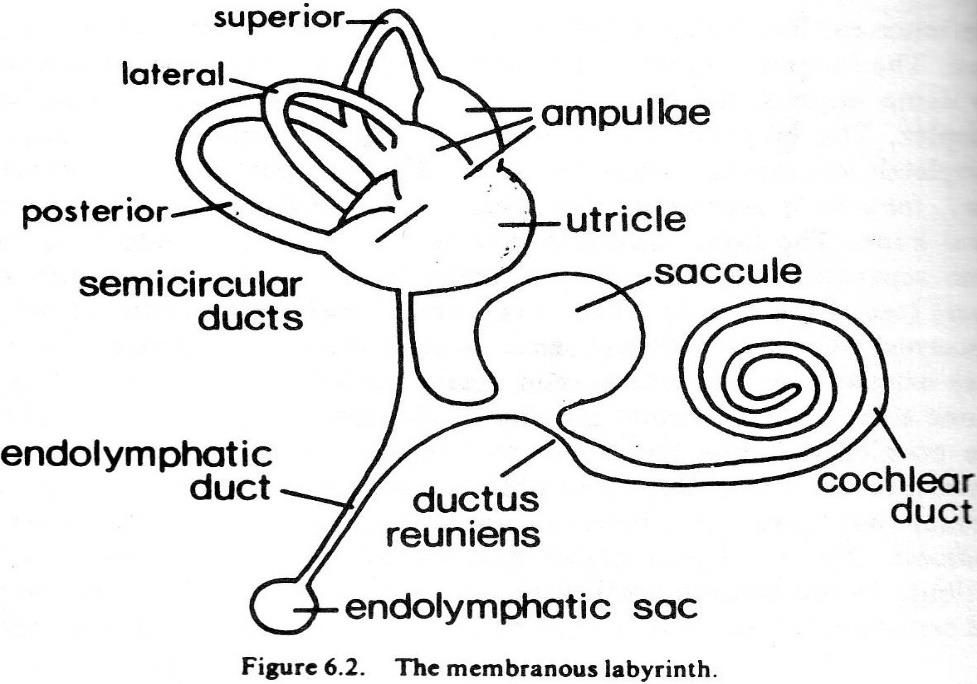 superior
lateral
ampullae
posterior
utricle
semicircular
ducts
saccule
endolymphatic
duct
ductus
reuniens
cochlear
duct
endolymphatic sac
Figure 6.2. The membranous labyrinth.